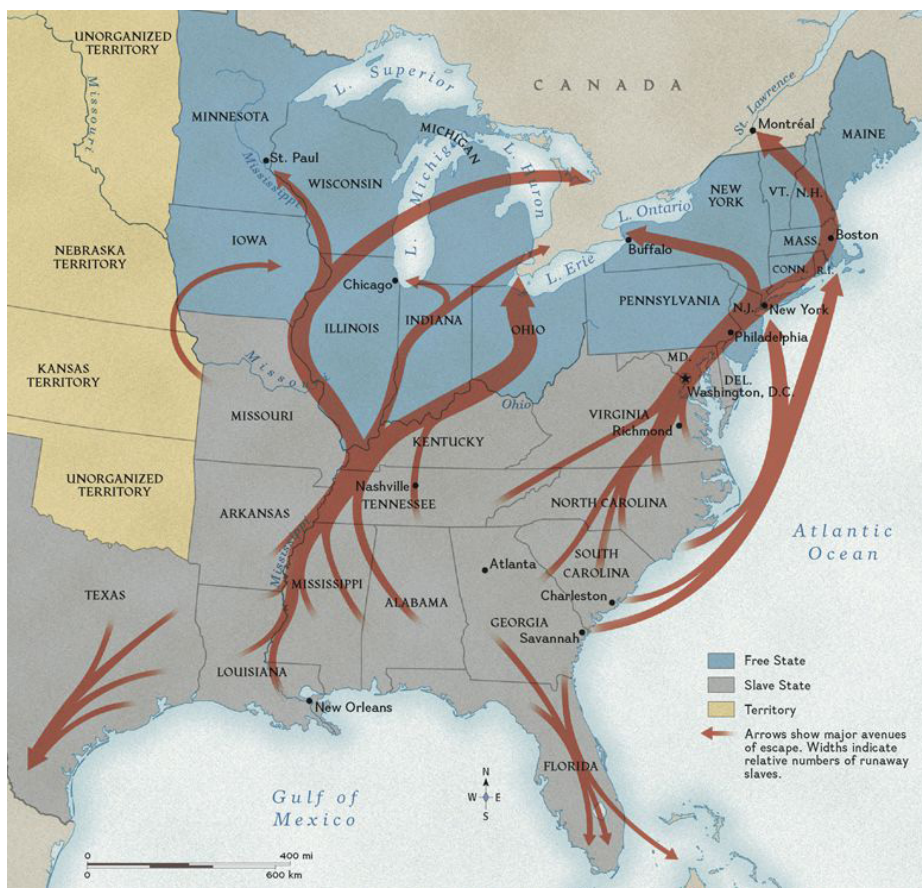 UNORGANIZED
TERRITORY
Missouri
L. Superior
CANADA
St. Lawrence
Montréal
MINNESOTA
St. Paul
Mississippi
WISCONSIN
MICHIGAN
L. Michigan
L. Huron
MAINE
VT.
N.H.
NEW
YORK
L. Ontario
NEBRASKA
TERRITORY
IOWA
Buffalo
MASS.
Boston
CONN.
R.I.
L. Erie
Chicago
ILLINOIS
INDIANA
OHIO
PENNSYLVANIA
N.J.
New York
Philadelphia
KANSAS
TERRITORY
Missouri
MD.
DEL.
Washington, D.C.
Ohio
MISSOURI
VIRGINIA
Richmond
KENTUCKY
UNORGANIZED
TERRITORY
Nashville
TENNESSEE
NORTH CAROLINA
ARKANSAS
Mississippi
Atlantic
Ocean
TEXAS
MISSISSIPPI
ALABAMA
Atlanta
SOUTH
CAROLINA
Charleston
GEORGIA
Savannah
LOUISIANA
New Orleans
FLORIDA
Free State
Slave State
Territory
Arrows show major avenues
of escape. Widths indicate
relative numbers of runaway
slaves.
Gulf of
Mexico
N
W E
S
0 400 mi
0 600 km